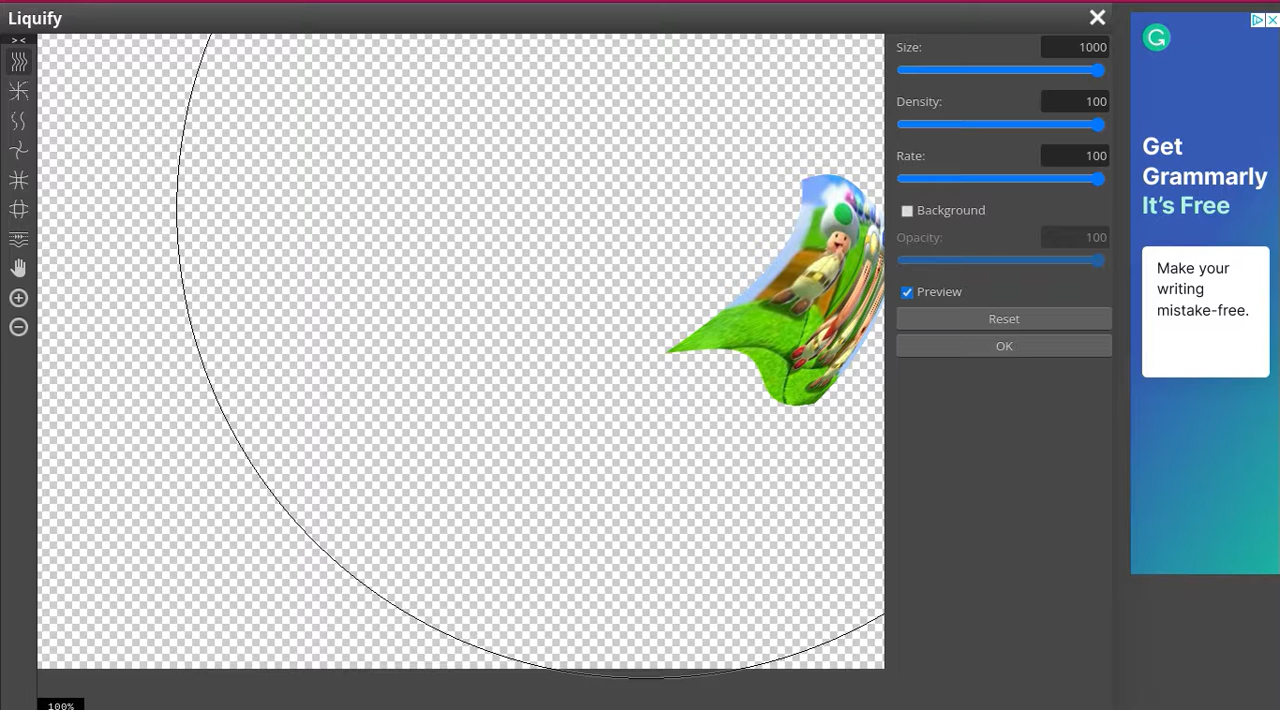 Liquify
Size:
1000
Density:
100
Rate:
100
Background
Opacity:
100
Preview
Reset
OK
100%
Get
Grammarly
It's Free
Make your
writing
mistake-free.